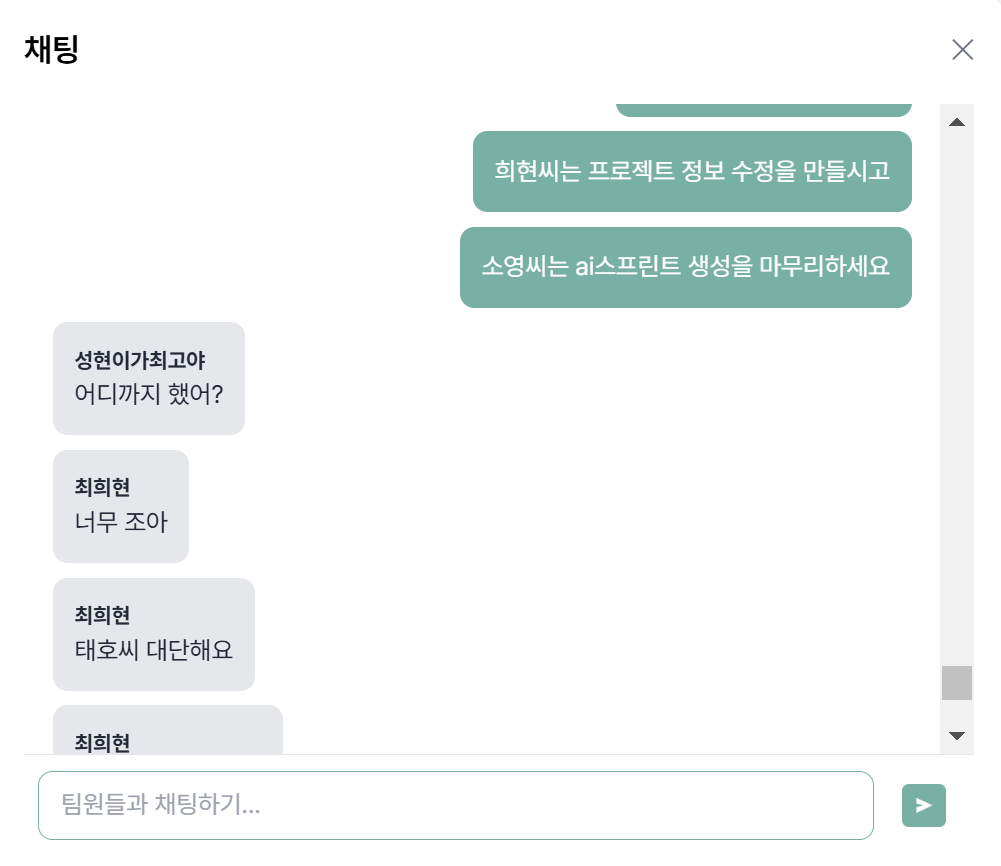 채팅
희현씨는 프로젝트 정보 수정을 만들시고
소영씨는 ai스프린트 생성을 마무리하세요
성현이가최고야
어디까지 했어?
최희현
너무 조아
최희현
태호씨 대단해요
최희현
팀원들과 채팅하기...